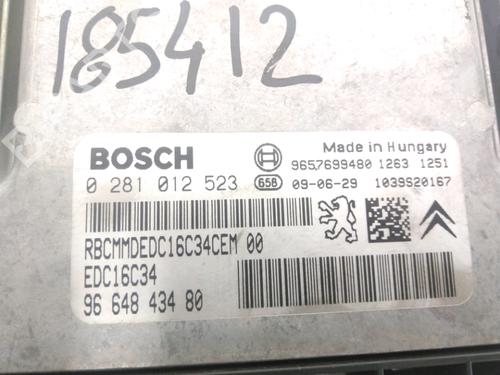 185412
BOSCH
Made in Hungary
9657699480 1263 1251
0 281 012 523
658 09-06-29 1039S20167
RBCMMDEDC16C34CEM 00
EDC16C34
96 648 434 80